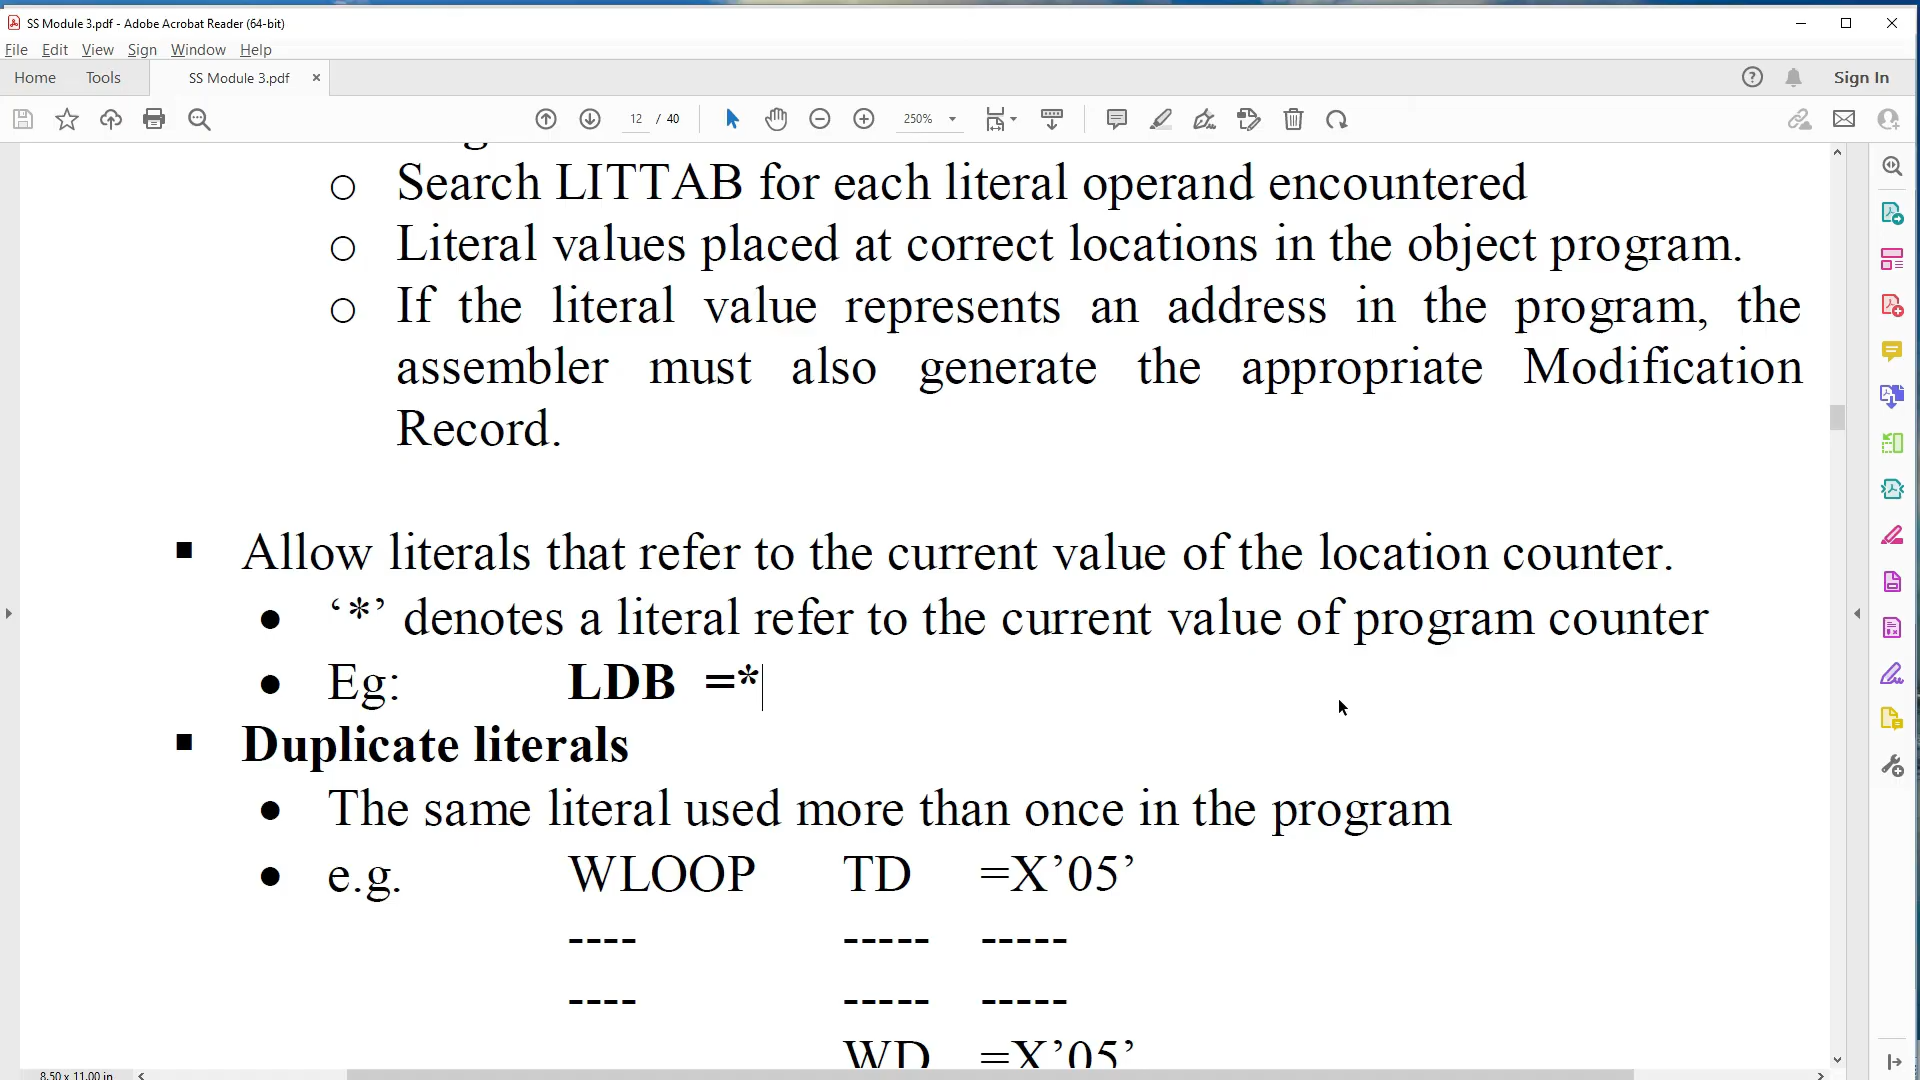 SS Module 3.pdf - Adobe Acrobat Reader (64-bit)
File Edit View Sign Window Help
Home Tools SS Module 3.pdf × Sign In
12 / 40 250%
o Search LITTAB for each literal operand encountered
o Literal values placed at correct locations in the object program.
o If the literal value represents an address in the program, the
assembler must also generate the appropriate Modification
Record.
▪ Allow literals that refer to the current value of the location counter.
• ‘*’ denotes a literal refer to the current value of program counter
• Eg: LDB =*
▪ Duplicate literals
• The same literal used more than once in the program
• e.g. WLOOP TD =X’05’
---- ----- -----
---- ----- -----
WD =X’05’
8.50 x 11.00 in